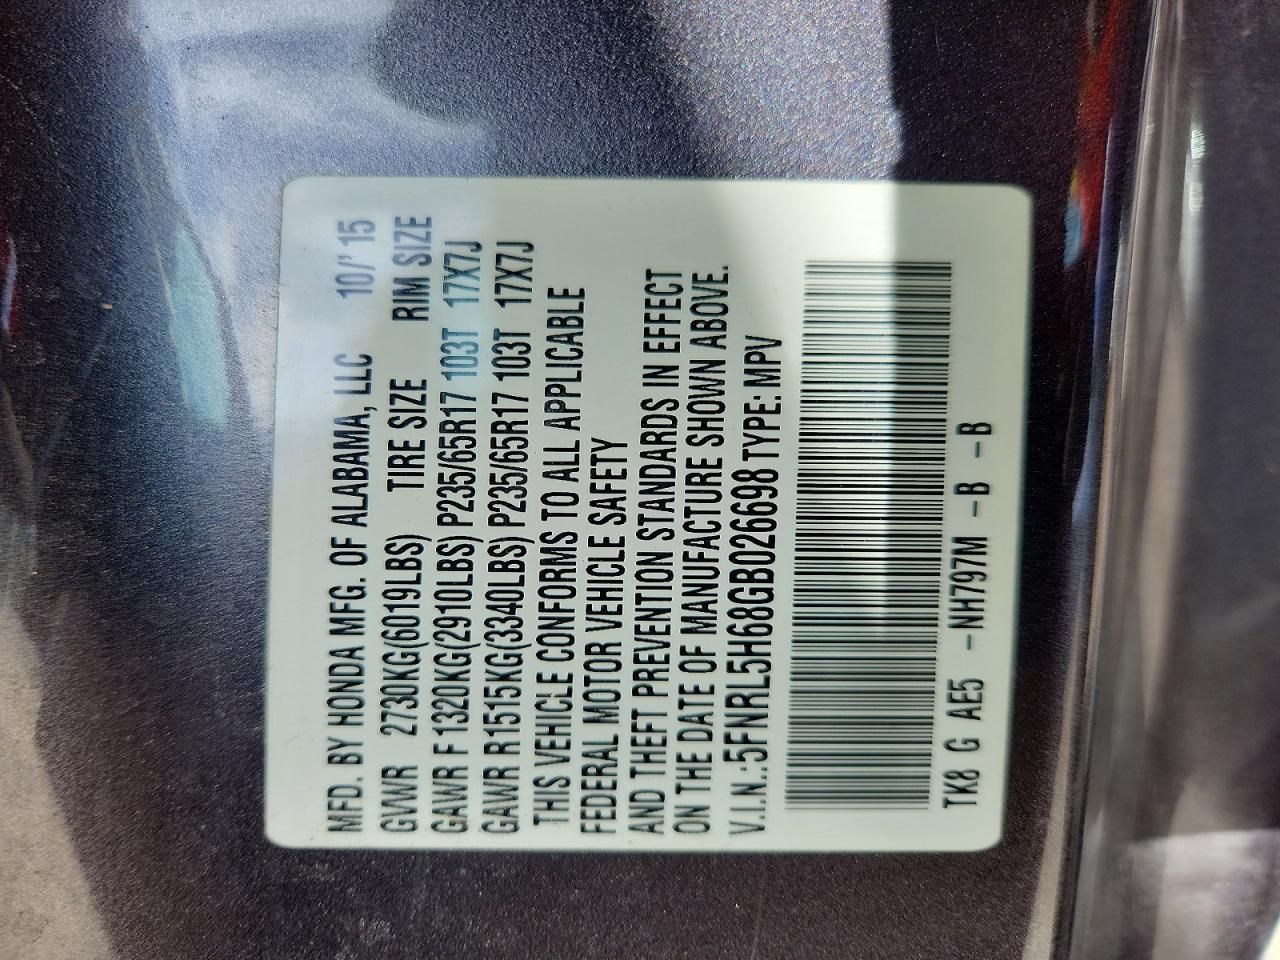 MFD. BY HONDA MFG. OF ALABAMA, LLC 10/' 15
GVWR 2730KG(6019LBS) TIRE SIZE RIM SIZE
GAWR F 1320KG(2910LBS) P235/65R17 103T 17X7J
GAWR R 1515KG(3340LBS) P235/65R17 103T 17X7J
THIS VEHICLE CONFORMS TO ALL APPLICABLE
FEDERAL MOTOR VEHICLE SAFETY
AND THEFT PREVENTION STANDARDS IN EFFECT
ON THE DATE OF MANUFACTURE SHOWN ABOVE.
V.I.N.:5FNRL5H68GB026698 TYPE: MPV
TK8 G AE5 -NH797M -B -B